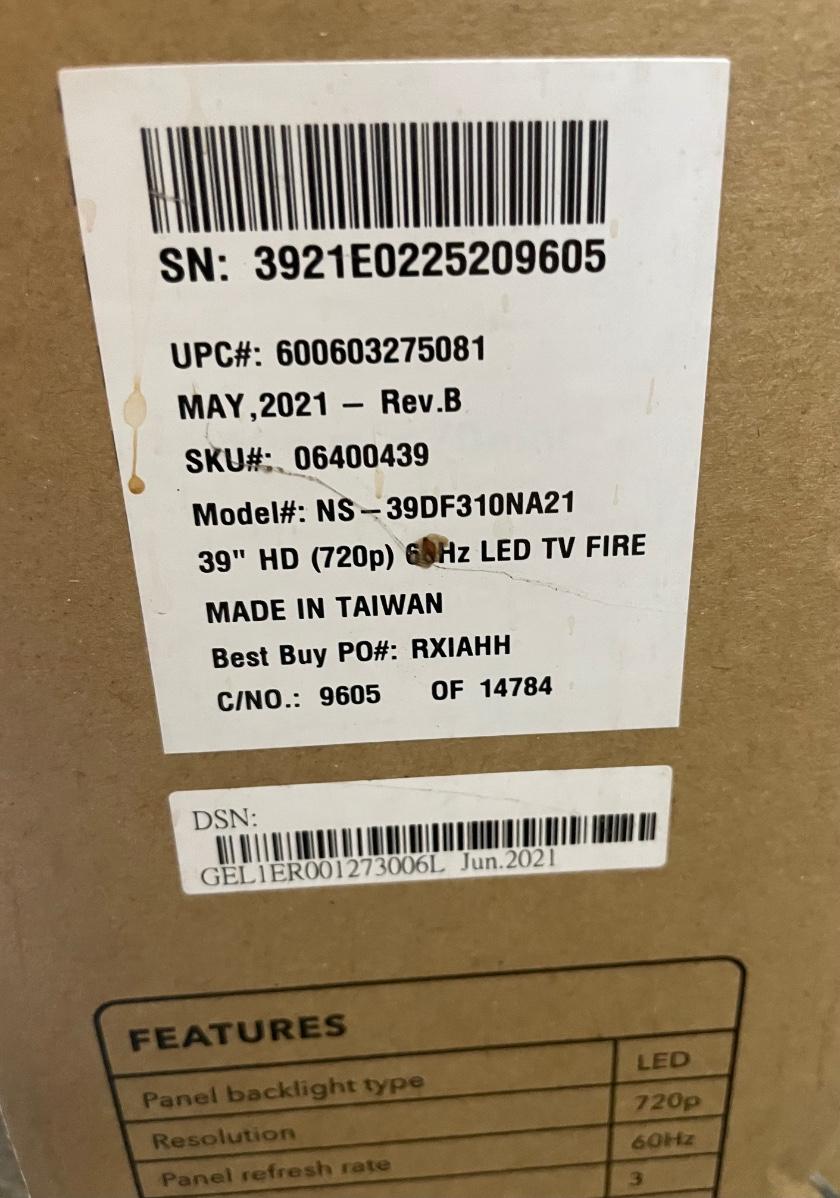 SN: 3921E0225209605
UPC#: 600603275081
MAY,2021 – Rev.B
SKU#: 06400439
Model#: NS–39DF310NA21
39" HD (720p) 60Hz LED TV FIRE
MADE IN TAIWAN
Best Buy PO#: RXIAHH
C/NO.: 9605 OF 14784
DSN:
GEL1ER001273006L Jun.2021
FEATURES
Panel backlight type LED
Resolution 720p
Panel refresh rate 60Hz
3